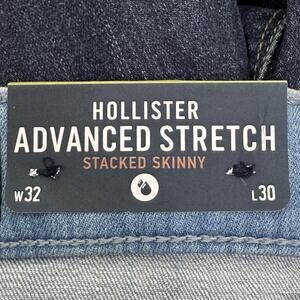 HOLLISTER
ADVANCED STRETCH
STACKED SKINNY
W32 L30